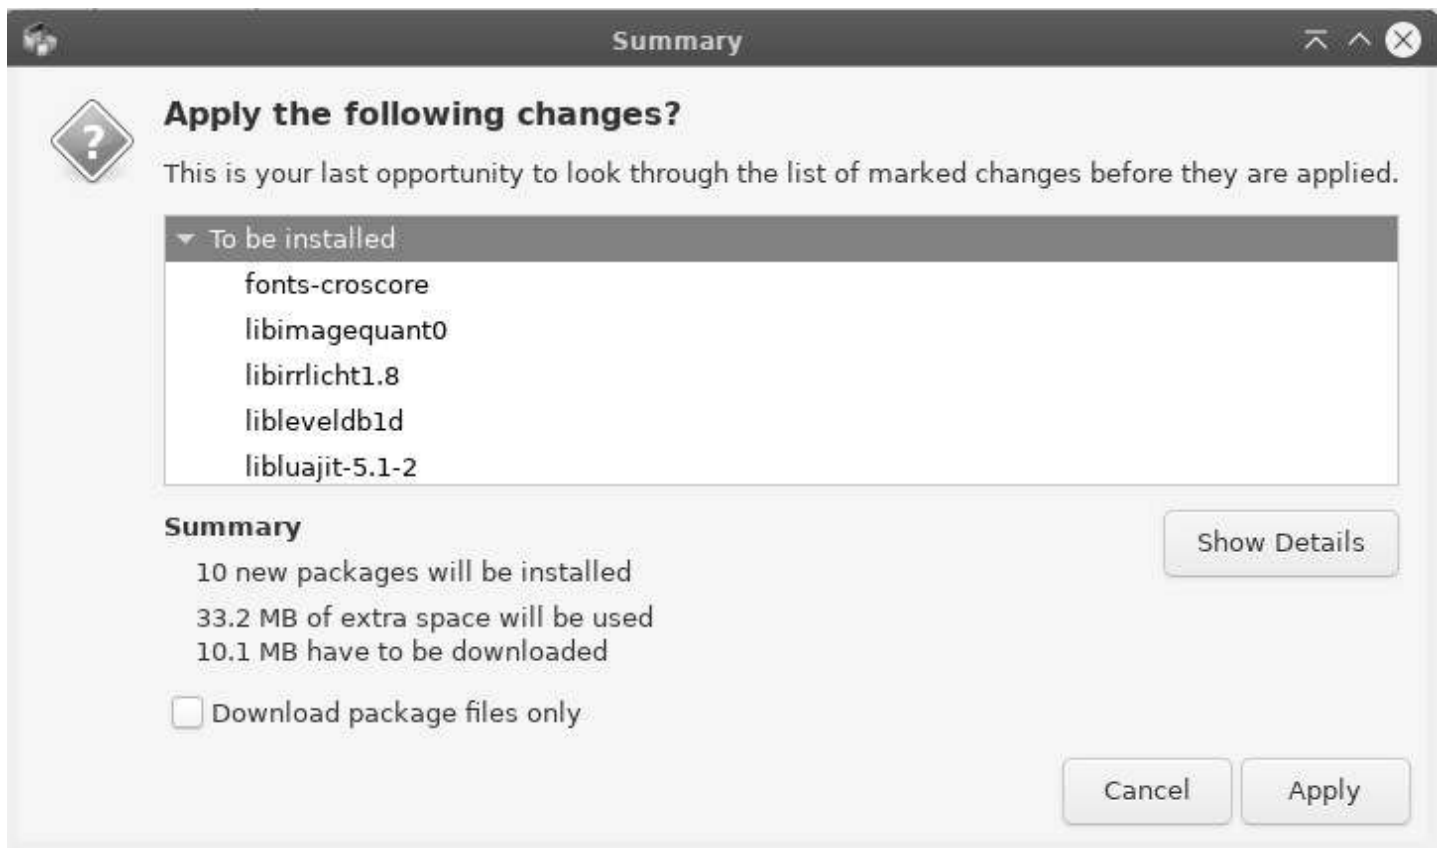 Summary
?
Apply the following changes?
This is your last opportunity to look through the list of marked changes before they are applied.
To be installed
fonts-croscore
libimagequant0
libirrlicht1.8
libleveldb1d
libluajit-5.1-2
Summary
Show Details
10 new packages will be installed
33.2 MB of extra space will be used
10.1 MB have to be downloaded
Download package files only
Cancel
Apply